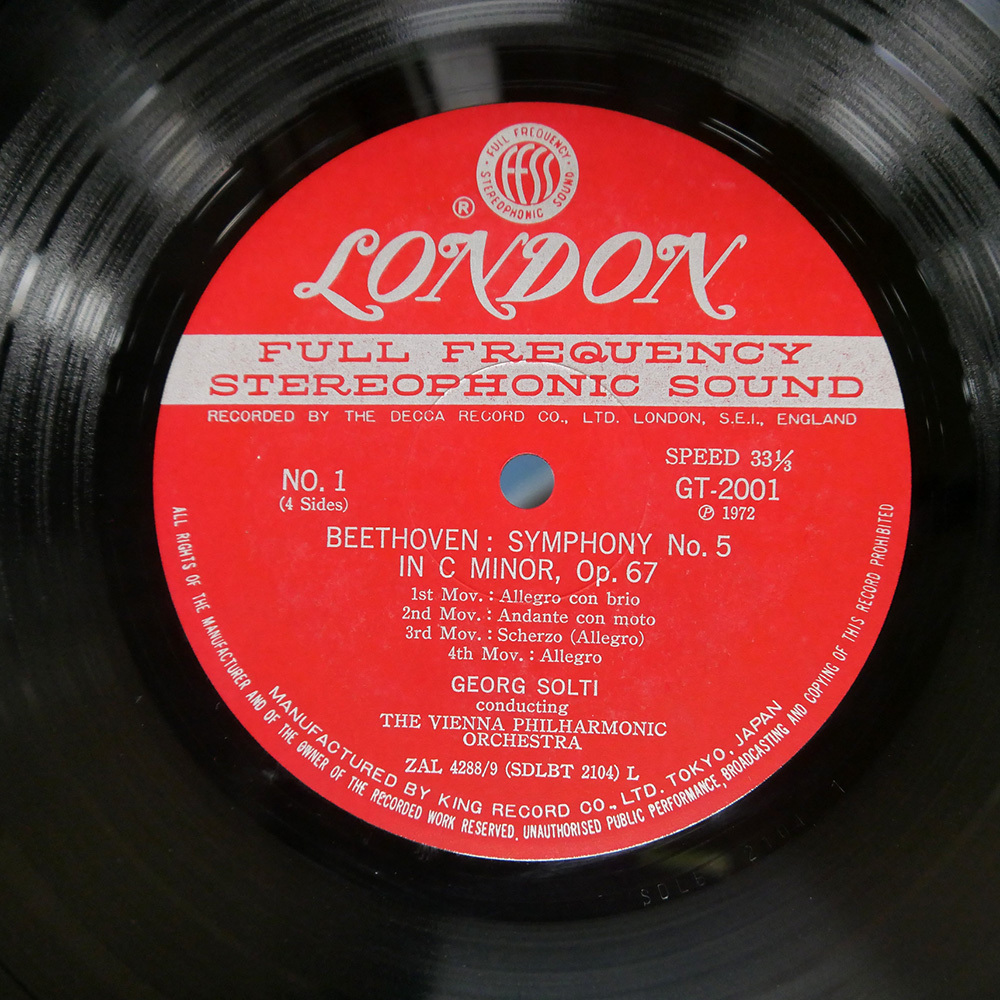 FULL FREQUENCY
FFSS
STEREOPHONIC SOUND
®
LONDON
FULL FREQUENCY
STEREOPHONIC SOUND
RECORDED BY THE DECCA RECORD CO., LTD. LONDON, S.E.I., ENGLAND
NO. 1
(4 Sides)
SPEED 33⅓
GT-2001
℗ 1972
BEETHOVEN : SYMPHONY No. 5
IN C MINOR, Op. 67
1st Mov. : Allegro con brio
2nd Mov. : Andante con moto
3rd Mov. : Scherzo (Allegro)
4th Mov. : Allegro
GEORG SOLTI
conducting
THE VIENNA PHILHARMONIC
ORCHESTRA
ZAL 4288/9 (SDLBT 2104) L
MANUFACTURED BY KING RECORD CO., LTD. TOKYO, JAPAN
ALL RIGHTS OF THE MANUFACTURER AND OF THE OWNER OF THE RECORDED WORK RESERVED. UNAUTHORISED PUBLIC PERFORMANCE, BROADCASTING AND COPYING OF THIS RECORD PROHIBITED